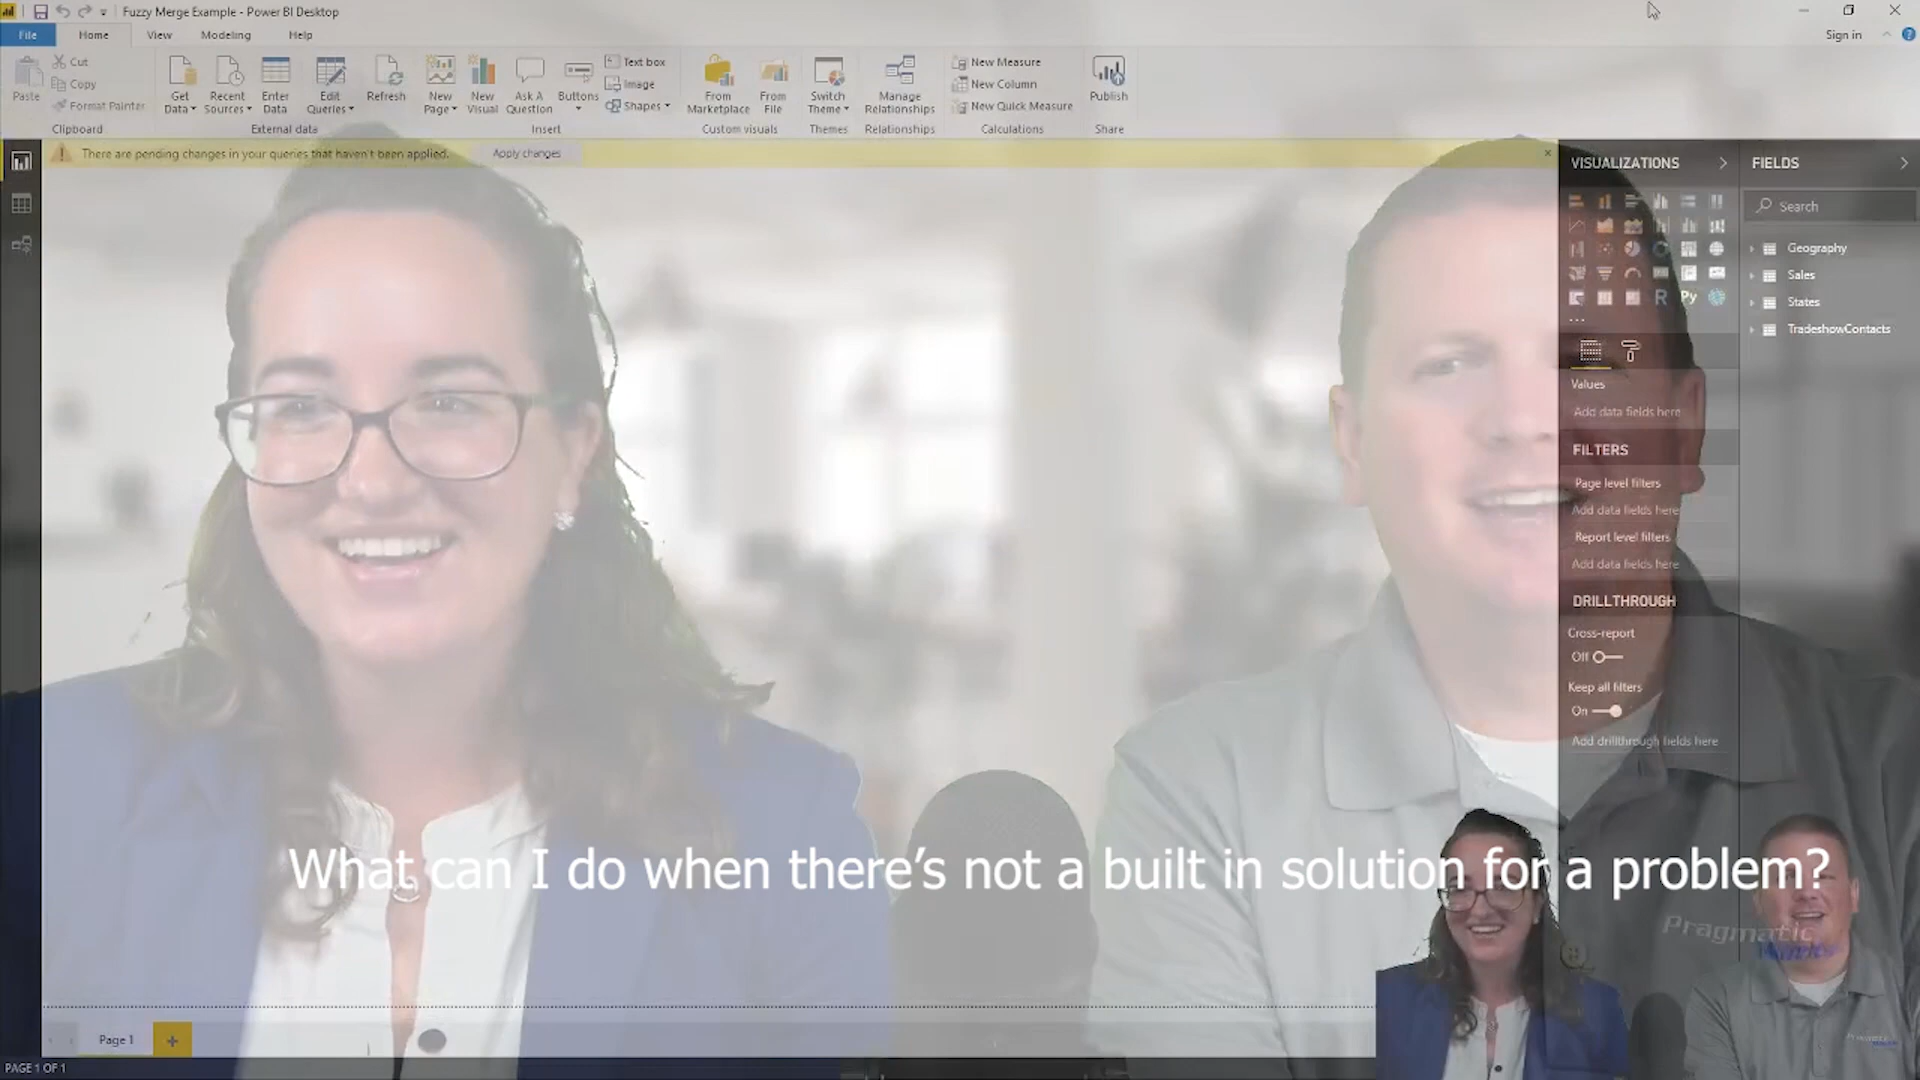 Fuzzy Merge Example - Power BI Desktop
File Home View Modeling Help
Sign in
Paste
Cut
Copy
Format Painter
Clipboard
Get Data
Recent Sources
Enter Data
Edit Queries
Refresh
External data
New Page
New Visual
Ask A Question
Buttons
Text box
Image
Shapes
Insert
From Marketplace
From File
Custom visuals
Switch Theme
Themes
Manage Relationships
Relationships
New Measure
New Column
New Quick Measure
Calculations
Publish
Share
There are pending changes in your queries that haven't been applied. Apply changes
VISUALIZATIONS
R Py
Values
Add data fields here
FILTERS
Page level filters
Add data fields here
Report level filters
Add data fields here
DRILLTHROUGH
Cross-report
Off
Keep all filters
On
Add drillthrough fields here
FIELDS
Search
Geography
Sales
States
TradeshowContacts
What can I do when there's not a built in solution for a problem?
Pragmatic
Works
Page 1
PAGE 1 OF 1